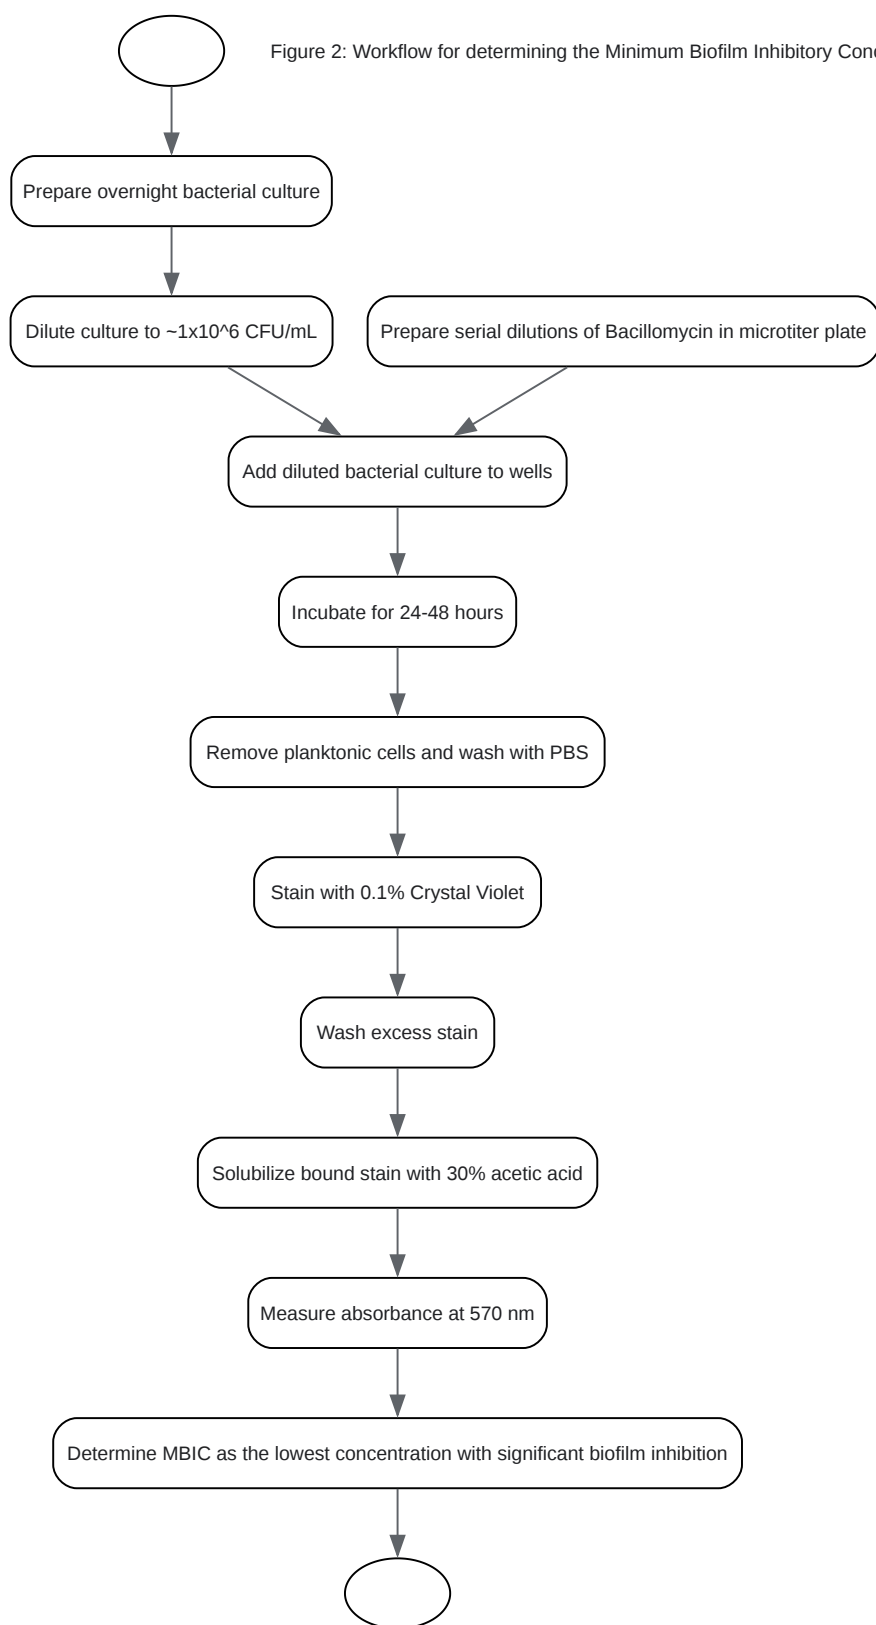 Figure 2: Workflow for determining the Minimum Biofilm Inhibitory
Prepare overnight bacterial culture
Dilute culture to ~1x10^6 CFU/mL
Prepare serial dilutions of Bacillomycin in microtiter plate
Add diluted bacterial culture to wells
Incubate for 24-48 hours
Remove planktonic cells and wash with PBS
Stain with 0.1% Crystal Violet
Wash excess stain
Solubilize bound stain with 30% acetic acid
Measure absorbance at 570 nm
Determine MBIC as the lowest concentration with significant biofilm inhibition